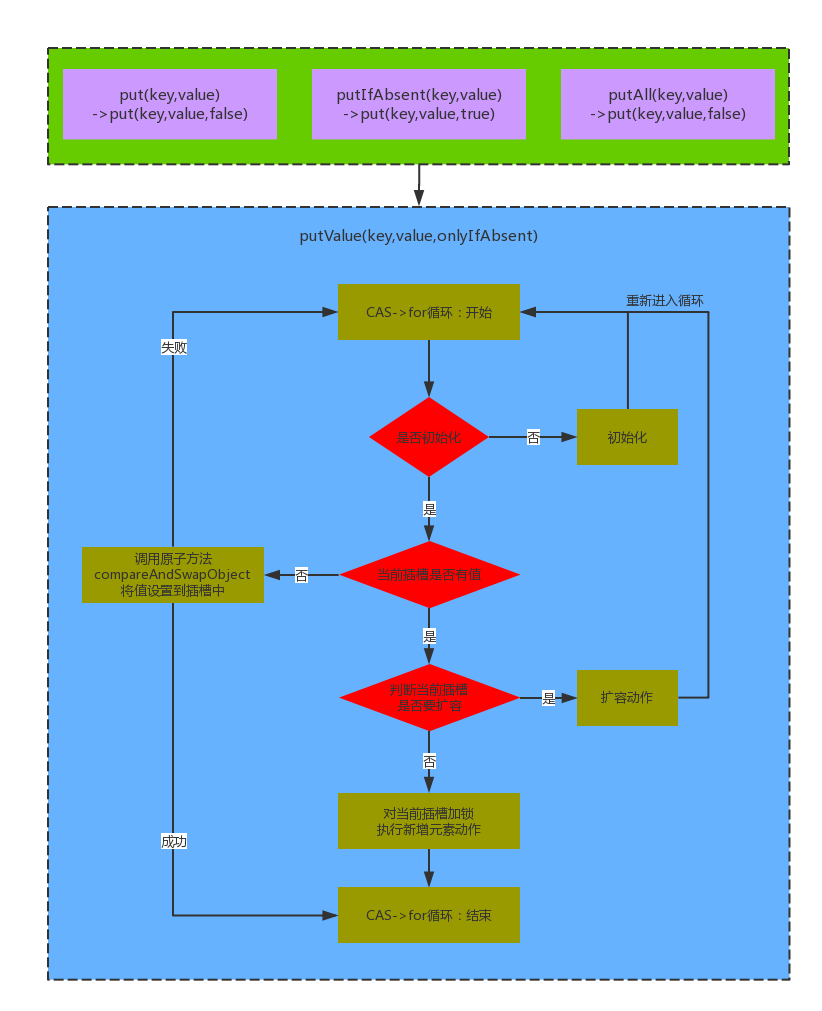 put(key,value)
->put(key,value,false)
putIfAbsent(key,value)
->put(key,value,true)
putAll(key,value)
->put(key,value,false)
putValue(key,value,onlyIfAbsent)
CAS->for循环：开始
重新进入循环
失败
是否初始化
否
初始化
是
调用原子方法
compareAndSwapObject
将值设置到插槽中
否
当前插槽是否有值
是
判断当前插槽
是否要扩容
是
扩容动作
否
对当前插槽加锁
执行新增元素动作
成功
CAS->for循环：结束